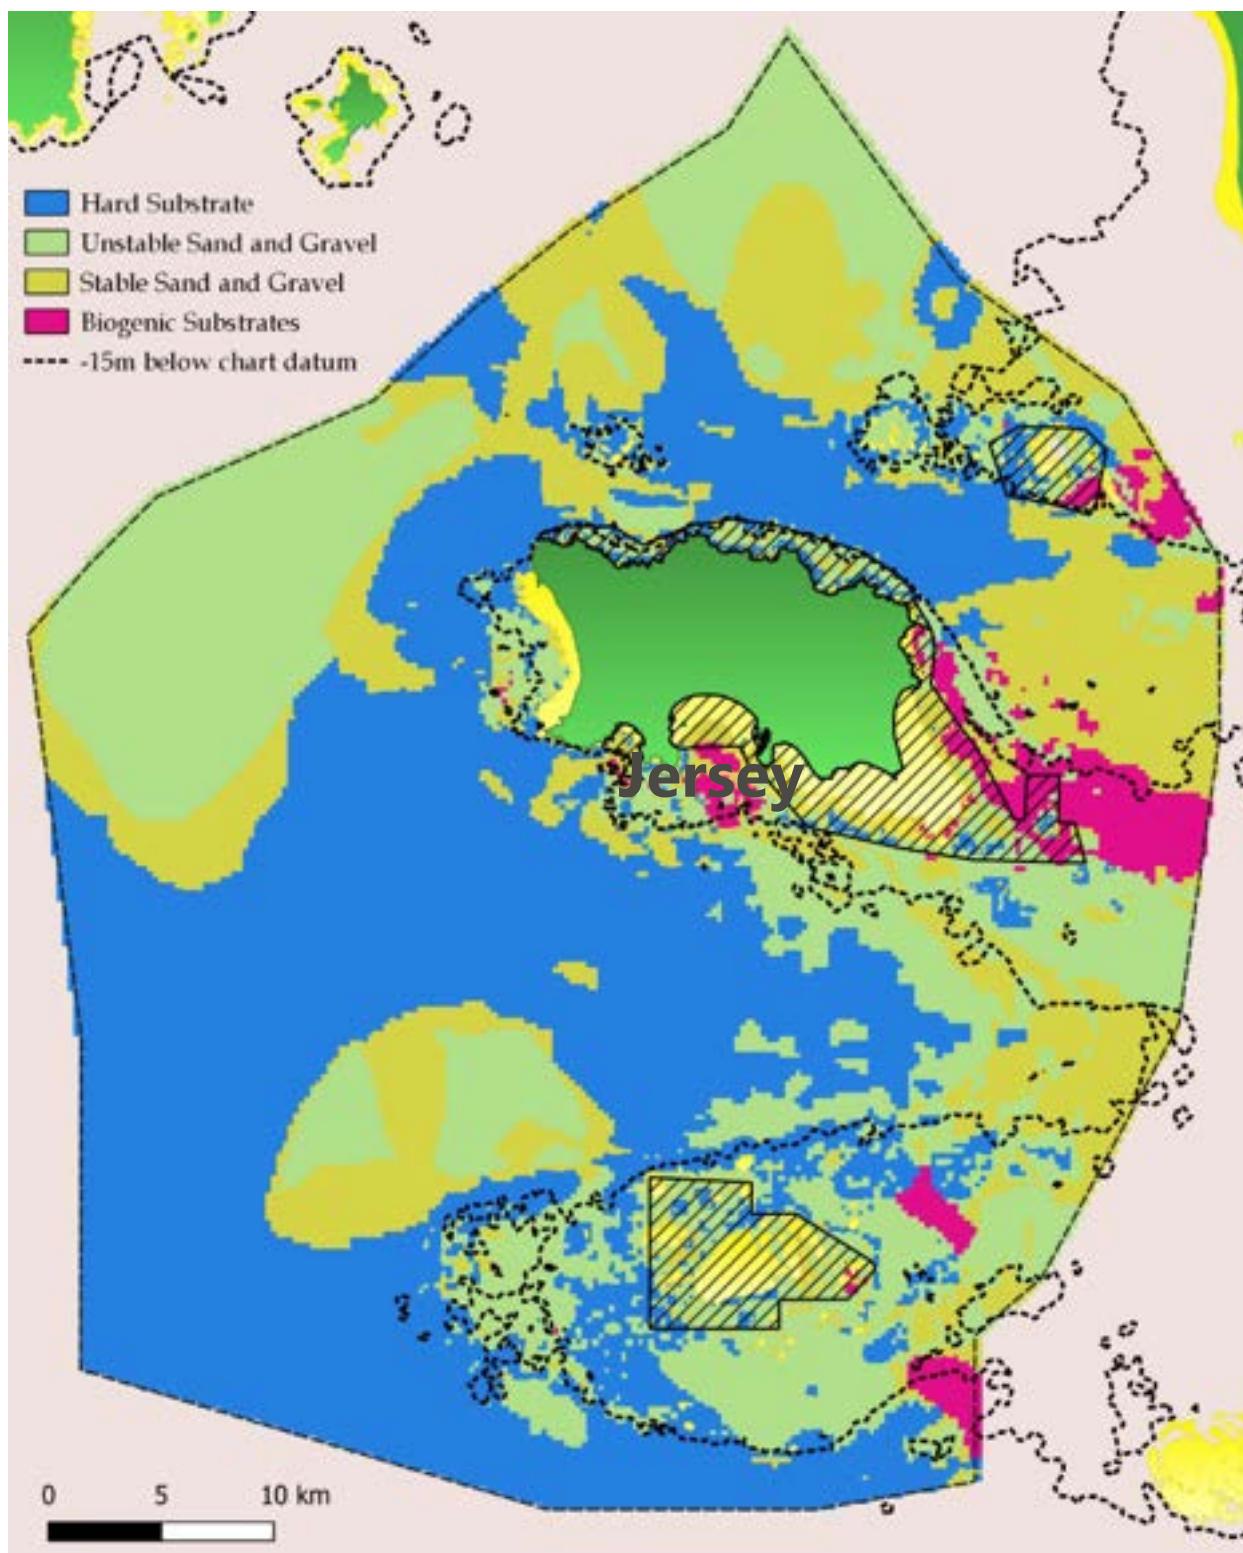 Hard Substrate
Unstable Sand and Gravel
Stable Sand and Gravel
Biogenic Substrates
-15m below chart datum
Jersey
0 5 10 km